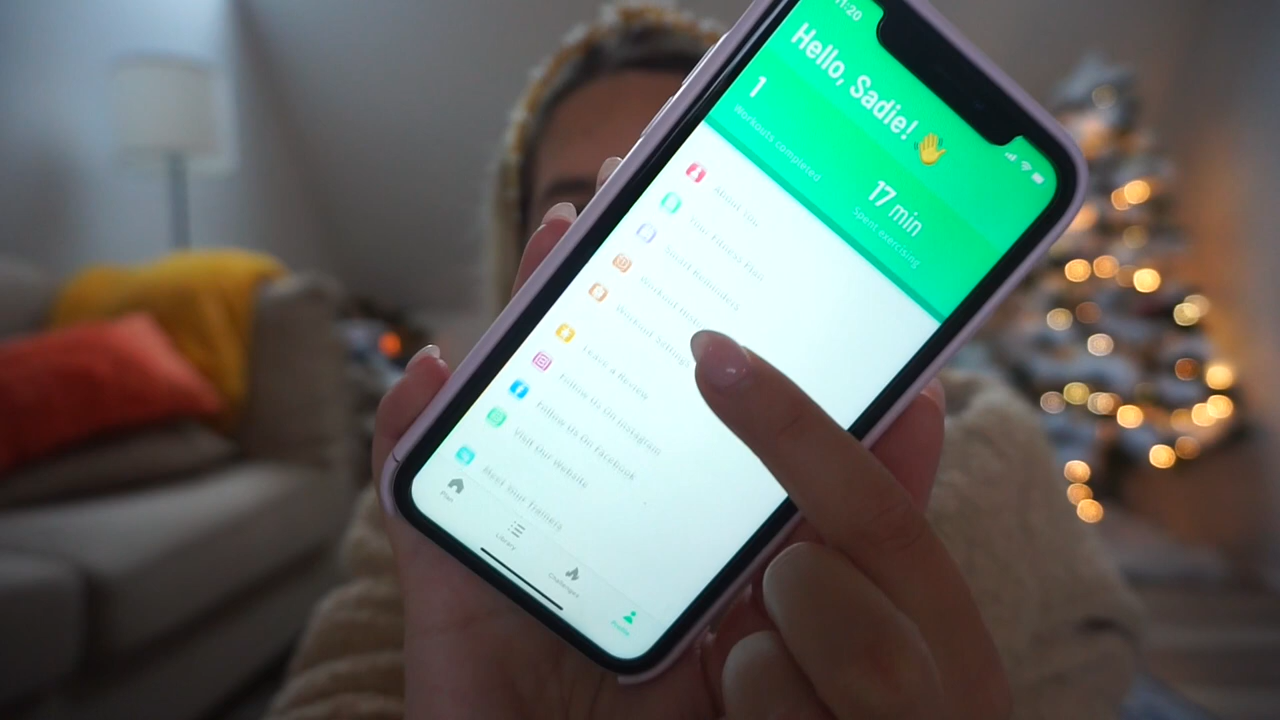 11:20
Hello, Sadie! 👋
1
Workouts completed
17 min
Spent exercising
About You
Your Fitness Plan
Smart Reminders
Workout
Workout Settings
Leave a Review
Follow Us On Instagram
Follow Us On Facebook
Visit Our Website
Meet Your Trainers
Plan
Library
Challenges
Profile